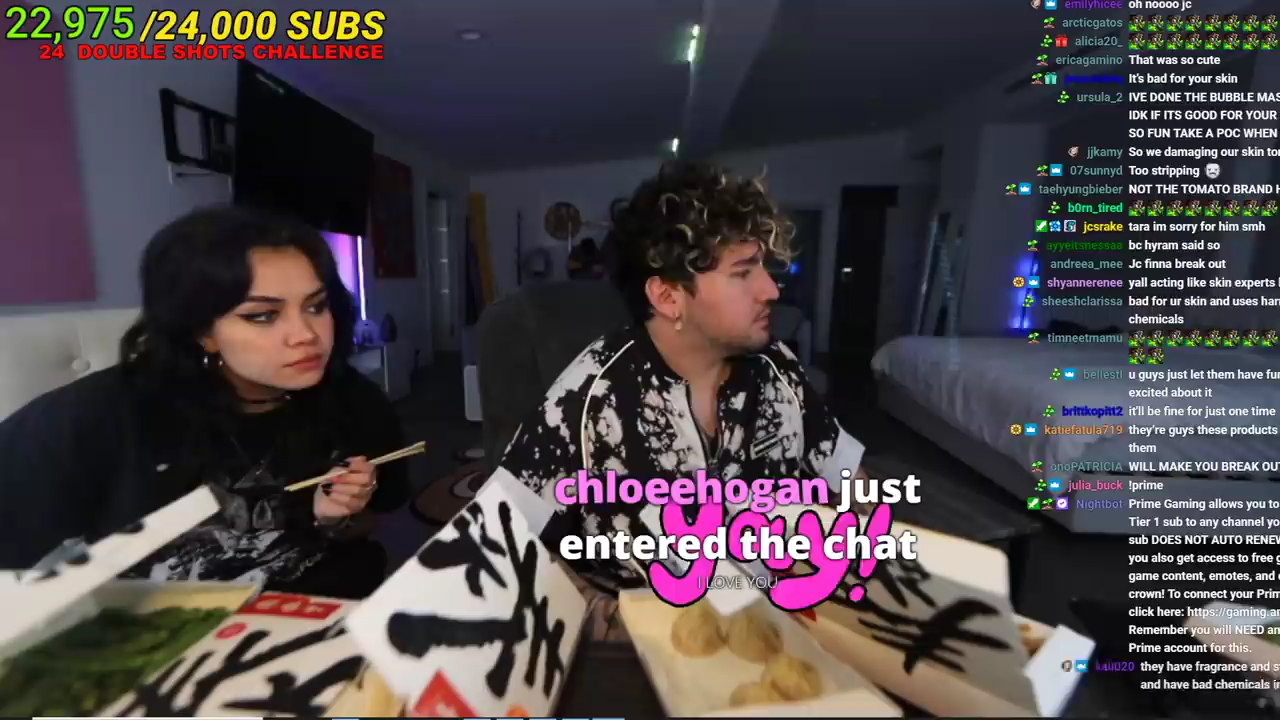 22,975 /24,000 SUBS
24 DOUBLE SHOTS CHALLENGE
chloeehogan just
entered the chat
yay!
I LOVE YOU
emilyhicee oh noooo jc
arcticgatos
alicia20_
ericagamino That was so cute
It's bad for your skin
ursula_2 IVE DONE THE BUBBLE MAS
IDK IF ITS GOOD FOR YOUR
SO FUN TAKE A POC WHEN
jjkamy So we damaging our skin
07sunnyd Too stripping
taehyungbieber NOT THE TOMATO BRAND
b0rn_tired
jcsrake tara im sorry for him smh
ayyeitsnessaa bc hyram said so
andreea_mee Jc finna break out
shyannerenee yall acting like skin experts
sheeshclarissa bad for ur skin and uses har
chemicals
timneetmamu
bellesti u guys just let them have fun
excited about it
brittkopitt2 it'll be fine for just one time
katiefatula719 they're guys these products
them
onoPATRICIA WILL MAKE YOU BREAK OUT
julia_buck !prime
Nightbot Prime Gaming allows you to
Tier 1 sub to any channel yo
sub DOES NOT AUTO RENEW
you also get access to free g
game content, emotes, and
crown! To connect your Prim
click here: https://gaming.am
Remember you will NEED an
Prime account for this.
they have fragrance and s
and have bad chemicals in